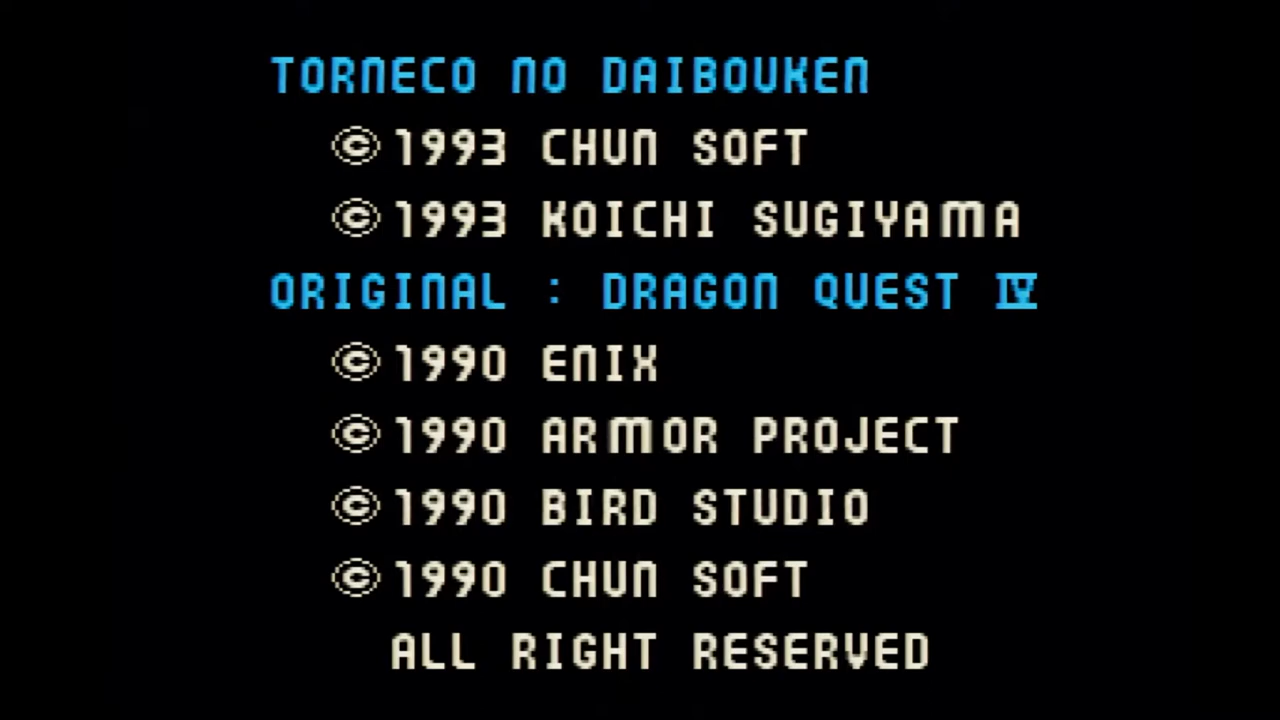 TORNECO NO DAIBOUKEN
©1993 CHUN SOFT
©1993 KOICHI SUGIYAMA
ORIGINAL : DRAGON QUEST IV
©1990 ENIX
©1990 ARMOR PROJECT
©1990 BIRD STUDIO
©1990 CHUN SOFT
ALL RIGHT RESERVED